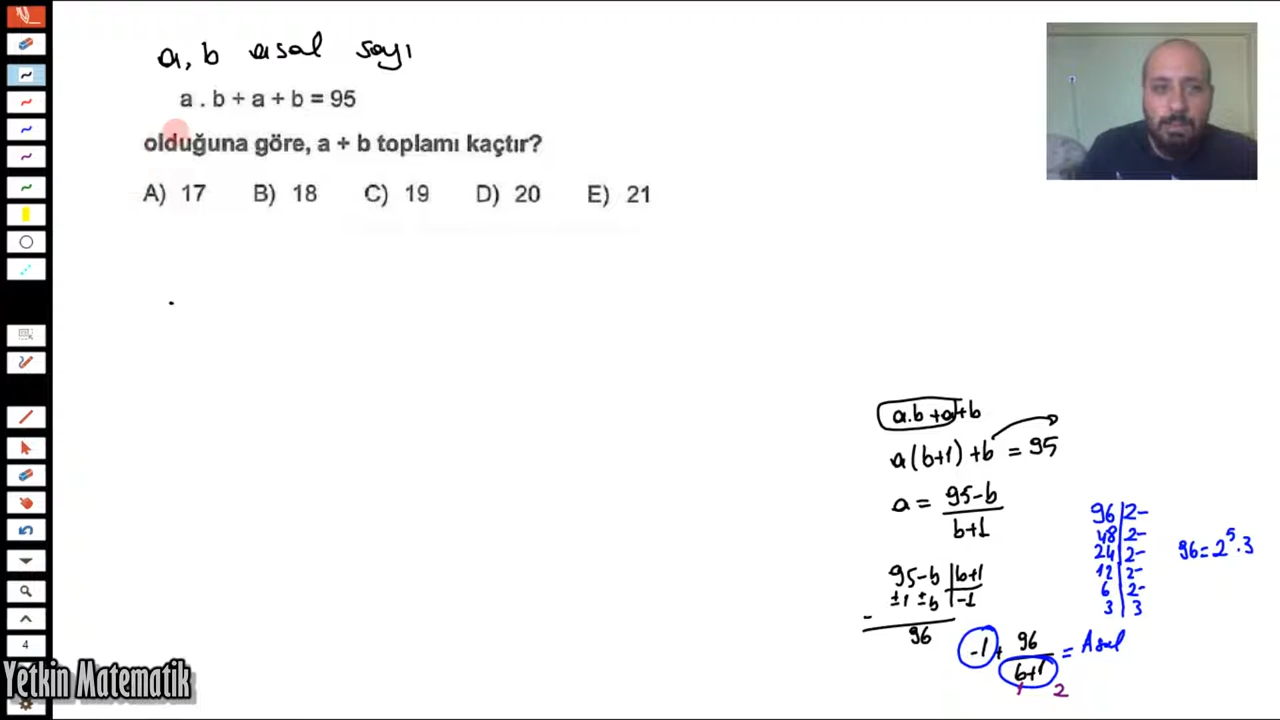 a, b asal sayı
a . b + a + b = 95
olduğuna göre, a + b toplamı kaçtır?
A) 17 B) 18 C) 19 D) 20 E) 21
a.b+a+b
a(b+1)+b = 95
a = 95-b / b+1
95-b | b+1
±1 ±b | -1
-
96
-1 + 96 / b+1 = Asal
1 2
96 | 2-
48 | 2-
24 | 2-
12 | 2-
6 | 2-
3 | 3
96=2⁵.3
4
Yetkin Matematik